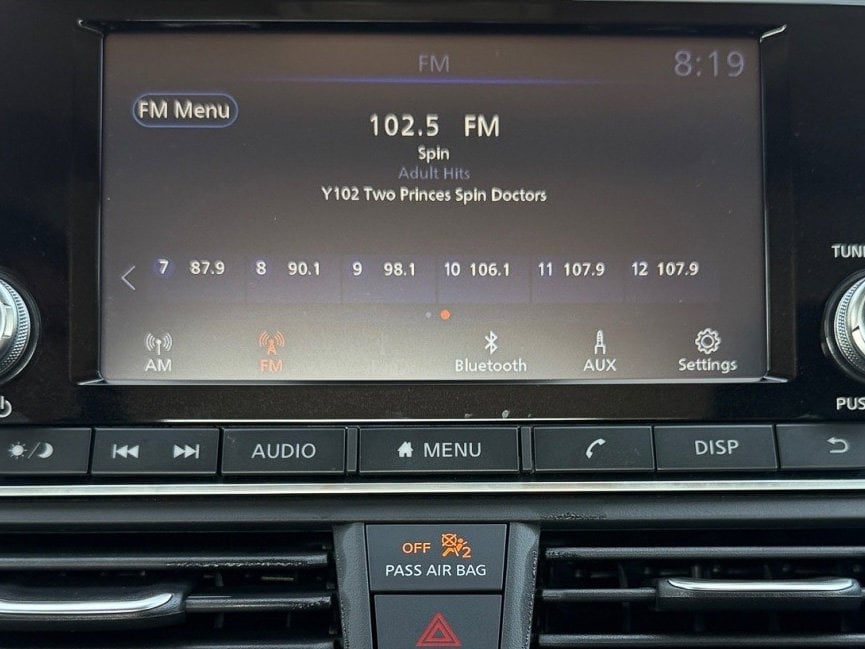 FM
8:19
FM Menu
102.5 FM
Spin
Adult Hits
Y102 Two Princes Spin Doctors
7 87.9 8 90.1 9 98.1 10 106.1 11 107.9 12 107.9
AM FM Bluetooth AUX Settings
AUDIO MENU DISP
OFF 2
PASS AIR BAG